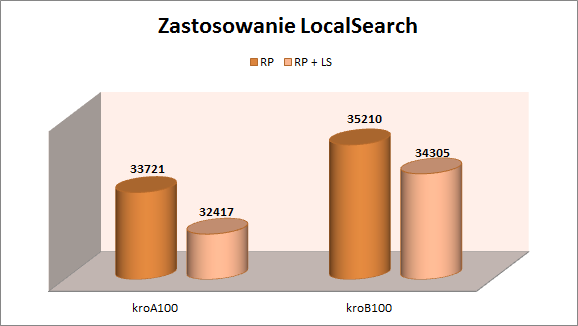 Zastosowanie LocalSearch
RP RP + LS
35210
34305
33721
32417
kroA100 kroB100